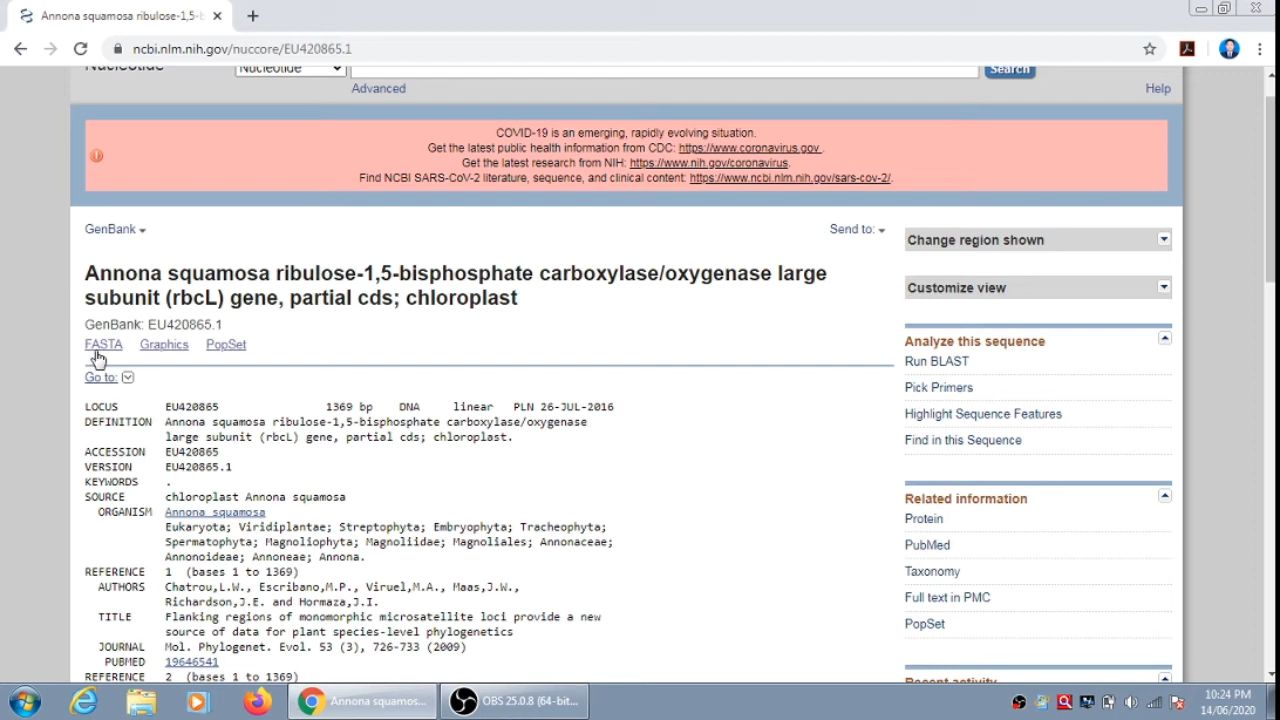 Annona squamosa ribulose-1,5-b
ncbi.nlm.nih.gov/nuccore/EU420865.1
Nucleotide
Nucleotide
Search
Advanced
Help
COVID-19 is an emerging, rapidly evolving situation.
Get the latest public health information from CDC: https://www.coronavirus.gov .
Get the latest research from NIH: https://www.nih.gov/coronavirus.
Find NCBI SARS-CoV-2 literature, sequence, and clinical content: https://www.ncbi.nlm.nih.gov/sars-cov-2/.
GenBank
Send to:
Change region shown
Annona squamosa ribulose-1,5-bisphosphate carboxylase/oxygenase large
subunit (rbcL) gene, partial cds; chloroplast
Customize view
GenBank: EU420865.1
FASTA Graphics PopSet
Analyze this sequence
Run BLAST
Pick Primers
Highlight Sequence Features
Find in this Sequence
Go to:
LOCUS EU420865 1369 bp DNA linear PLN 26-JUL-2016
DEFINITION Annona squamosa ribulose-1,5-bisphosphate carboxylase/oxygenase
large subunit (rbcL) gene, partial cds; chloroplast.
ACCESSION EU420865
VERSION EU420865.1
KEYWORDS .
SOURCE chloroplast Annona squamosa
ORGANISM Annona squamosa
Eukaryota; Viridiplantae; Streptophyta; Embryophyta; Tracheophyta;
Spermatophyta; Magnoliophyta; Magnoliidae; Magnoliales; Annonaceae;
Annonoideae; Annoneae; Annona.
REFERENCE 1 (bases 1 to 1369)
AUTHORS Chatrou,L.W., Escribano,M.P., Viruel,M.A., Maas,J.W.,
Richardson,J.E. and Hormaza,J.I.
TITLE Flanking regions of monomorphic microsatellite loci provide a new
source of data for plant species-level phylogenetics
JOURNAL Mol. Phylogenet. Evol. 53 (3), 726-733 (2009)
PUBMED 19646541
REFERENCE 2 (bases 1 to 1369)
Related information
Protein
PubMed
Taxonomy
Full text in PMC
PopSet
Recent activity
Annona squamos...
OBS 25.0.8 (64-bit...
10:24 PM
14/06/2020